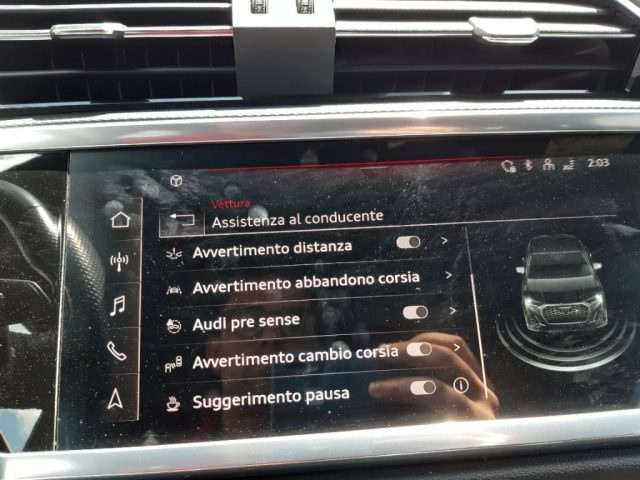 2:03
Vettura
Assistenza al conducente
Avvertimento distanza
Avvertimento abbandono corsia
Audi pre sense
Avvertimento cambio corsia
Suggerimento pausa